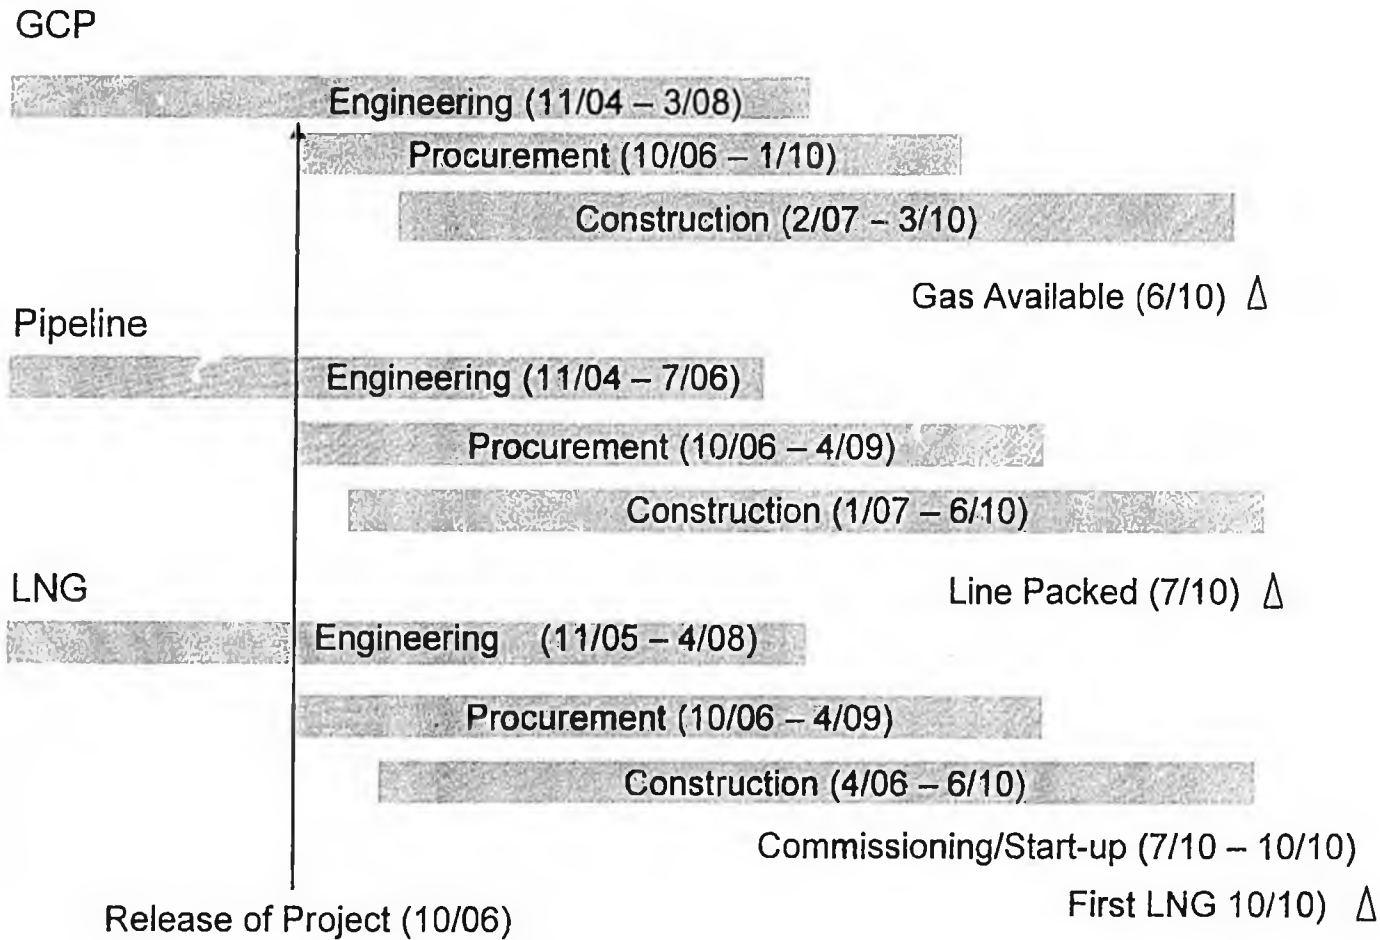 GCP
Engineering (11/04 – 3/08)
Procurement (10/06 – 1/10)
Construction (2/07 – 3/10)
Gas Available (6/10)
Pipeline
Engineering (11/04 – 7/06)
Procurement (10/06 – 4/09)
Construction (1/07 – 6/10)
Line Packed (7/10)
LNG
Engineering (11/05 – 4/08)
Procurement (10/06 – 4/09)
Construction (4/06 – 6/10)
Commissioning/Start-up (7/10 – 10/10)
First LNG 10/10)
Release of Project (10/06)